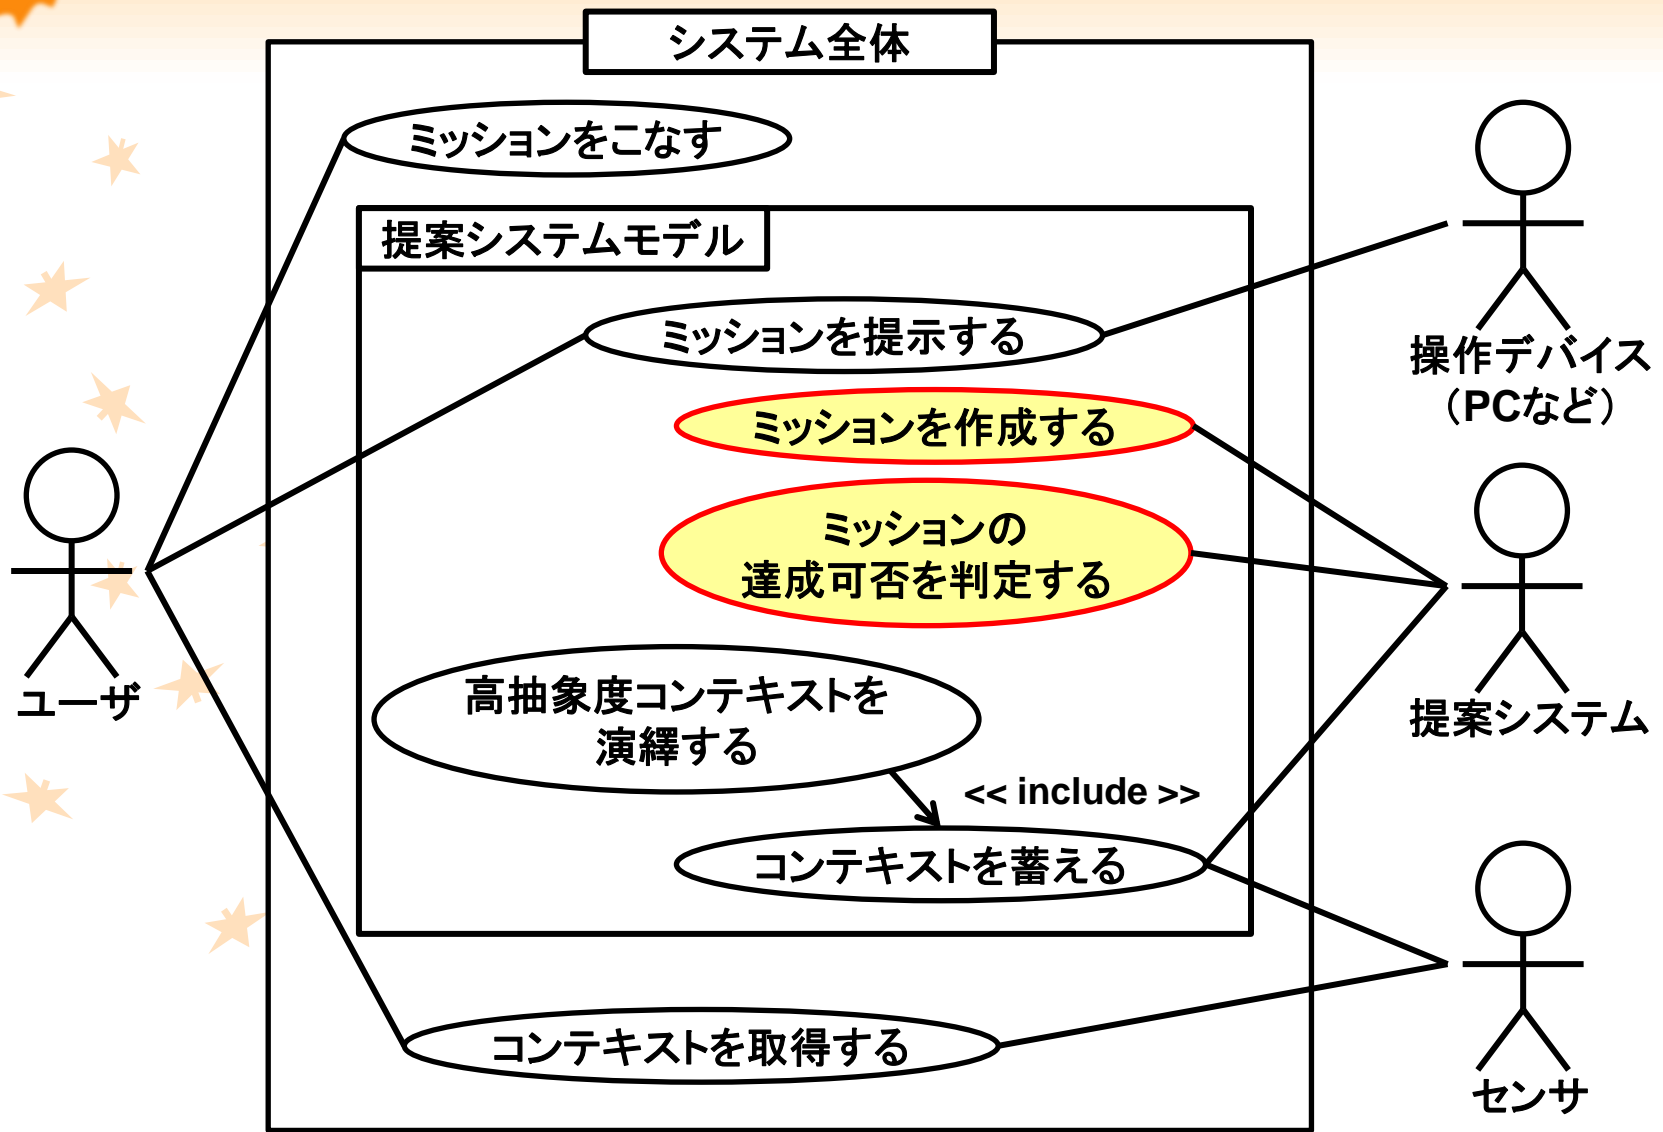 システム全体
ミッションをこなす
提案システムモデル
ミッションを提示する
操作デバイス
（PCなど）
ミッションを作成する
ミッションの
達成可否を判定する
ユーザ
提案システム
高抽象度コンテキストを
演繹する
<< include >>
コンテキストを蓄える
コンテキストを取得する
センサ